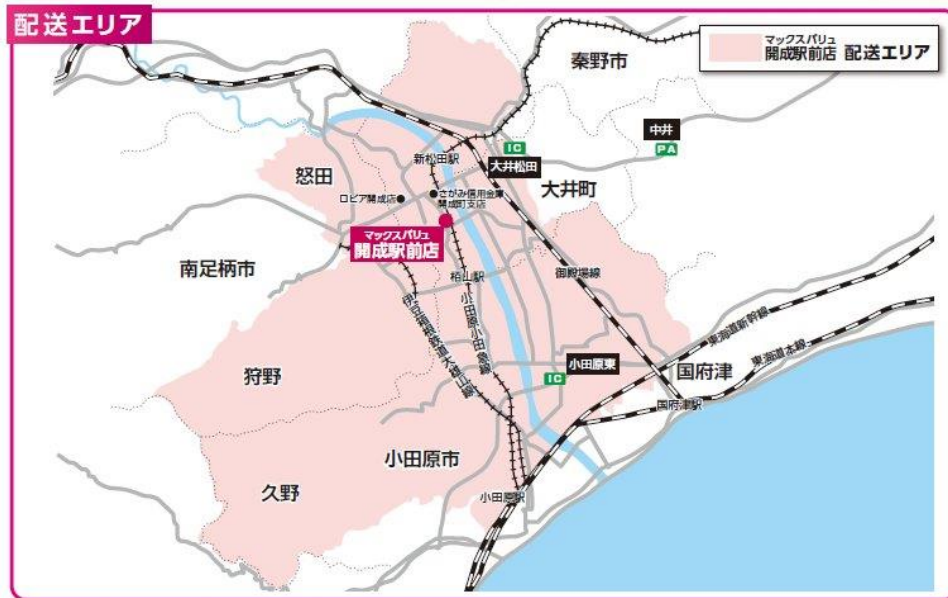 配送エリア
マックスバリュ
開成駅前店 配送エリア
秦野市
中井
PA
IC
大井松田
新松田駅
大井町
怒田
さがみ信用金庫
開成町支店
ロピア開成店
マックスバリュ
開成駅前店
南足柄市
栢山駅
御殿場線
伊豆箱根鉄道大雄山線
小田原小田急線
東海道新幹線
東海道本線
小田原東
IC
国府津
狩野
国府津駅
小田原市
久野
小田原駅